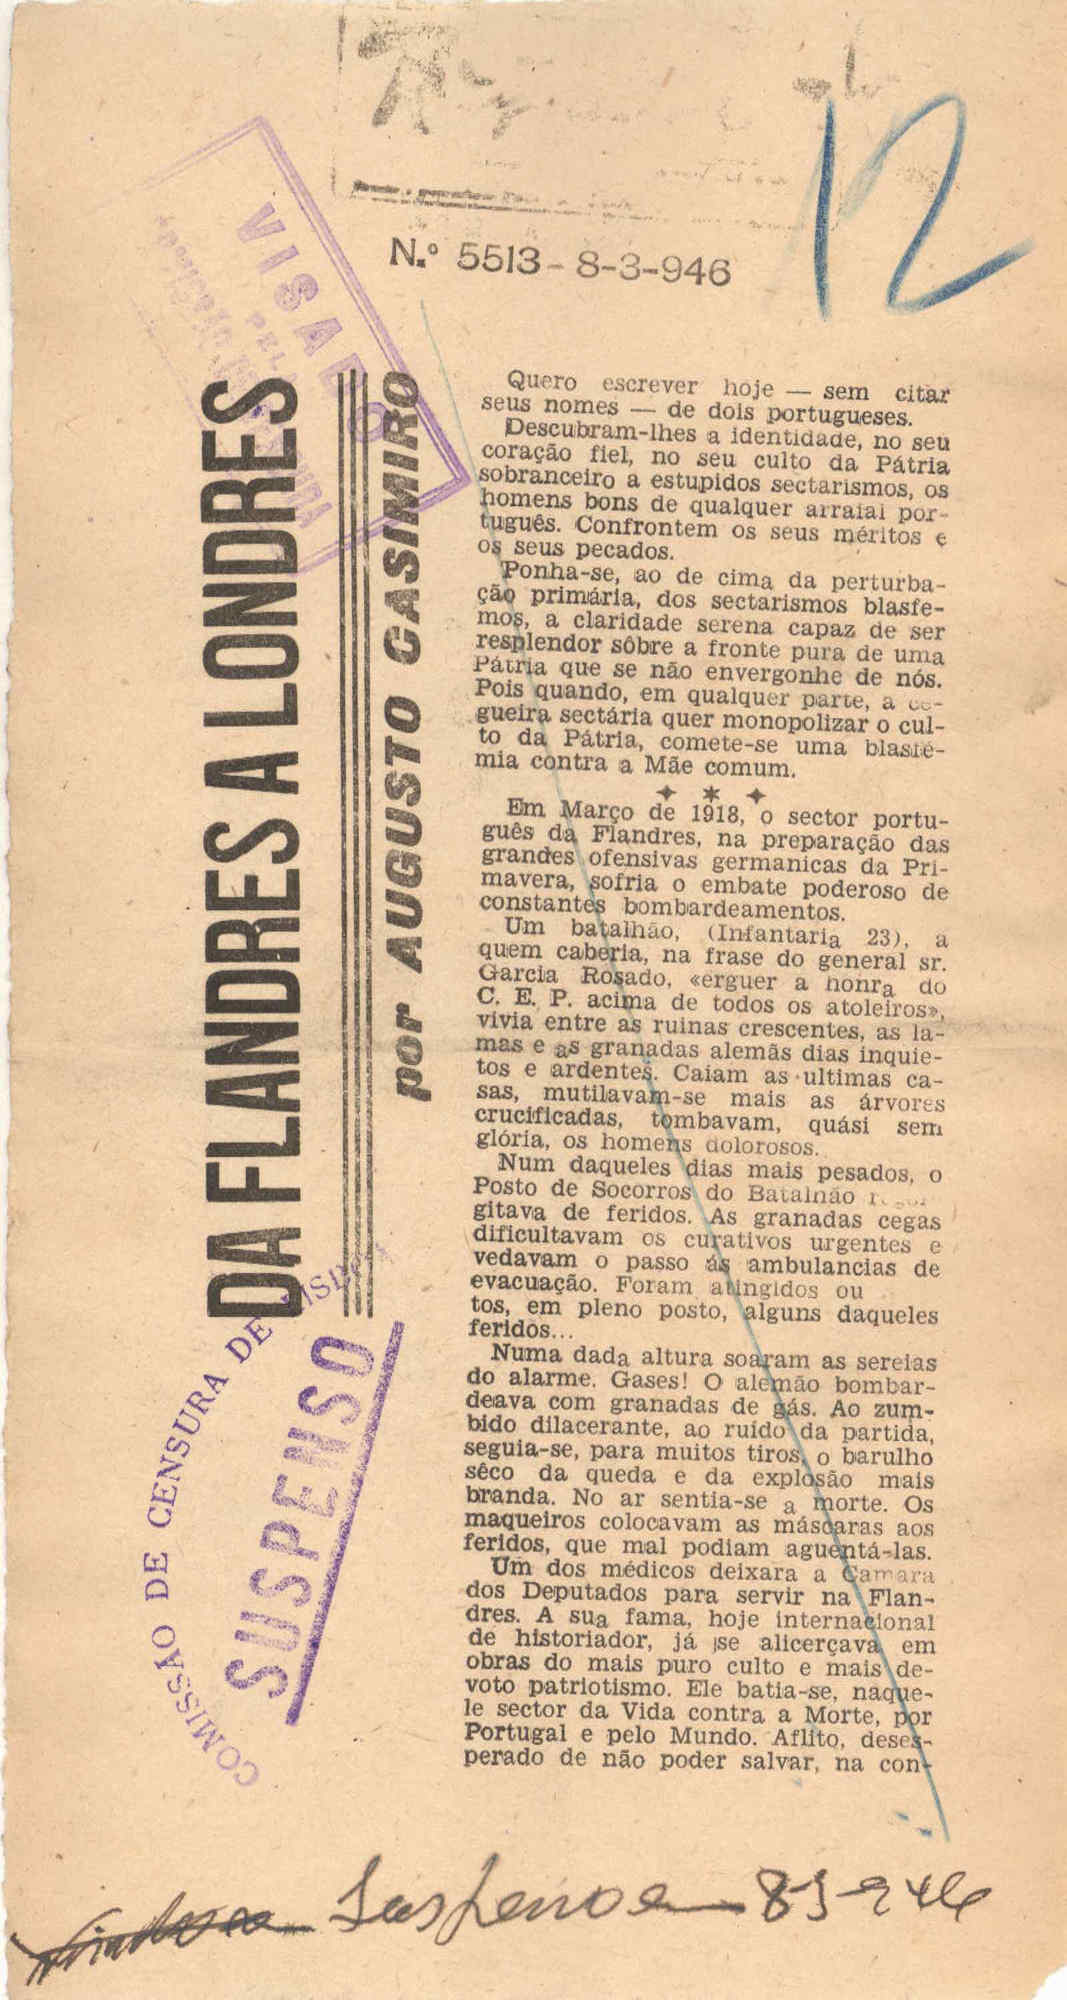 12
N.º 5513-8-3-946
VISADO
PELA
DA FLANDRES A LONDRES
por AUGUSTO CASIMIRO
Quero escrever hoje — sem citar
seus nomes — de dois portugueses.
Descubram-lhes a identidade, no seu
coração fiel, no seu culto da Pátria
sobranceiro a estupidos sectarismos, os
homens bons de qualquer arraial por-
tuguês. Confrontem os seus méritos e
os seus pecados.
Ponha-se, ao de cima da perturba-
ção primária, dos sectarismos blasfe-
mos, a claridade serena capaz de ser
resplendor sôbre a fronte pura de uma
Pátria que se não envergonhe de nós.
Pois quando, em qualquer parte, a ce-
gueira sectária quer monopolizar o cul-
to da Pátria, comete-se uma blasfé-
mia contra a Mãe comum.
✦ * ✦
Em Março de 1918, o sector portu-
guês da Flandres, na preparação das
grandes ofensivas germanicas da Pri-
mavera, sofria o embate poderoso de
constantes bombardeamentos.
Um batalhão, (Infantaria 23), a
quem caberia, na frase do general sr.
Garcia Rosado, «erguer a honra do
C. E. P. acima de todos os atoleiros»,
vivia entre as ruinas crescentes, as la-
mas e as granadas alemãs dias inquie-
tos e ardentes. Caiam as ultimas ca-
sas, mutilavam-se mais as árvores
crucificadas, tombavam, quási sem
glória, os homens dolorosos.
Num daqueles dias mais pesados, o
Posto de Socorros do Batalhão
gitava de feridos. As granadas cegas
dificultavam os curativos urgentes e
vedavam o passo ás ambulancias de
evacuação. Foram atingidos ou
tos, em pleno posto, alguns daqueles
feridos...
Numa dada altura soaram as sereias
do alarme. Gases! O alemão bombar-
deava com granadas de gás. Ao zum-
bido dilacerante, ao ruído da partida,
seguia-se, para muitos tiros, o barulho
sêco da queda e da explosão mais
branda. No ar sentia-se a morte. Os
maqueiros colocavam as máscaras aos
feridos, que mal podiam aguentá-las.
Um dos médicos deixara a Camara
dos Deputados para servir na Flan-
dres. A sua fama, hoje internacional
de historiador, já se alicerçava em
obras do mais puro culto e mais de-
voto patriotismo. Ele batia-se, naque-
le sector da Vida contra a Morte, por
Portugal e pelo Mundo. Aflito, deses-
perado de não poder salvar, na con-
COMISSÃO DE CENSURA DE LISBOA
SUSPENSO
Suspenso 8-3-946